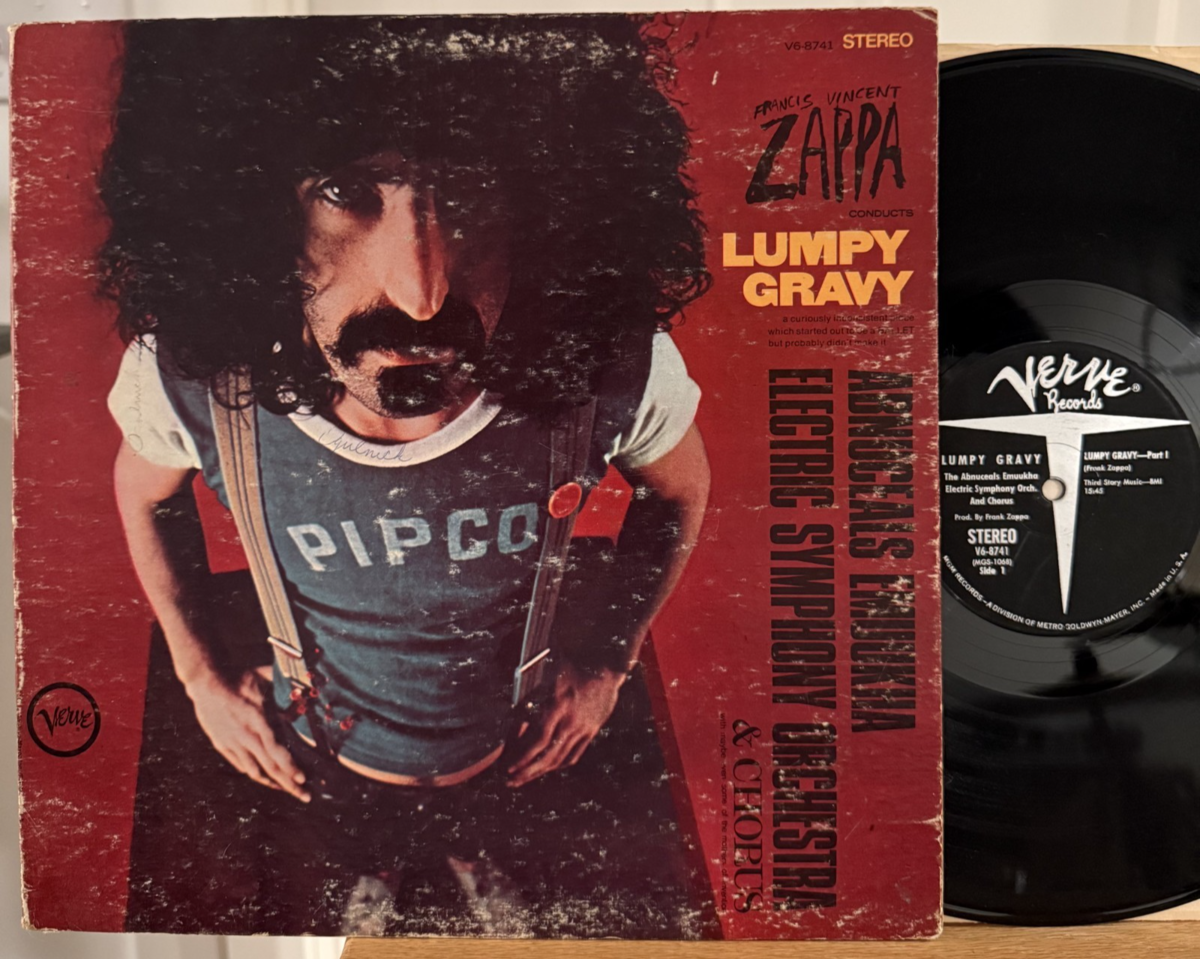 V6-8741 STEREO
FRANCIS VINCENT
ZAPPA
CONDUCTS
LUMPY
GRAVY
a curiously inconsistent piece
which started out to be a BALLET
but probably didn't make it
ABNUCEALS EMUUKHA
ELECTRIC SYMPHONY ORCHESTRA
& CHORUS
PIPCO
Verve
Verve®
Records
LUMPY GRAVY
The Abnuceals Emuukha
Electric Symphony Orch.
And Chorus
Prod. By Frank Zappa
STEREO
V6-8741
(MGS-1068)
Side 1
LUMPY GRAVY—Part I
(Frank Zappa)
Third Story Music—BMI
15:45
MGM RECORDS—A DIVISION OF METRO-GOLDWYN-MAYER, INC. - Made in U. S. A.